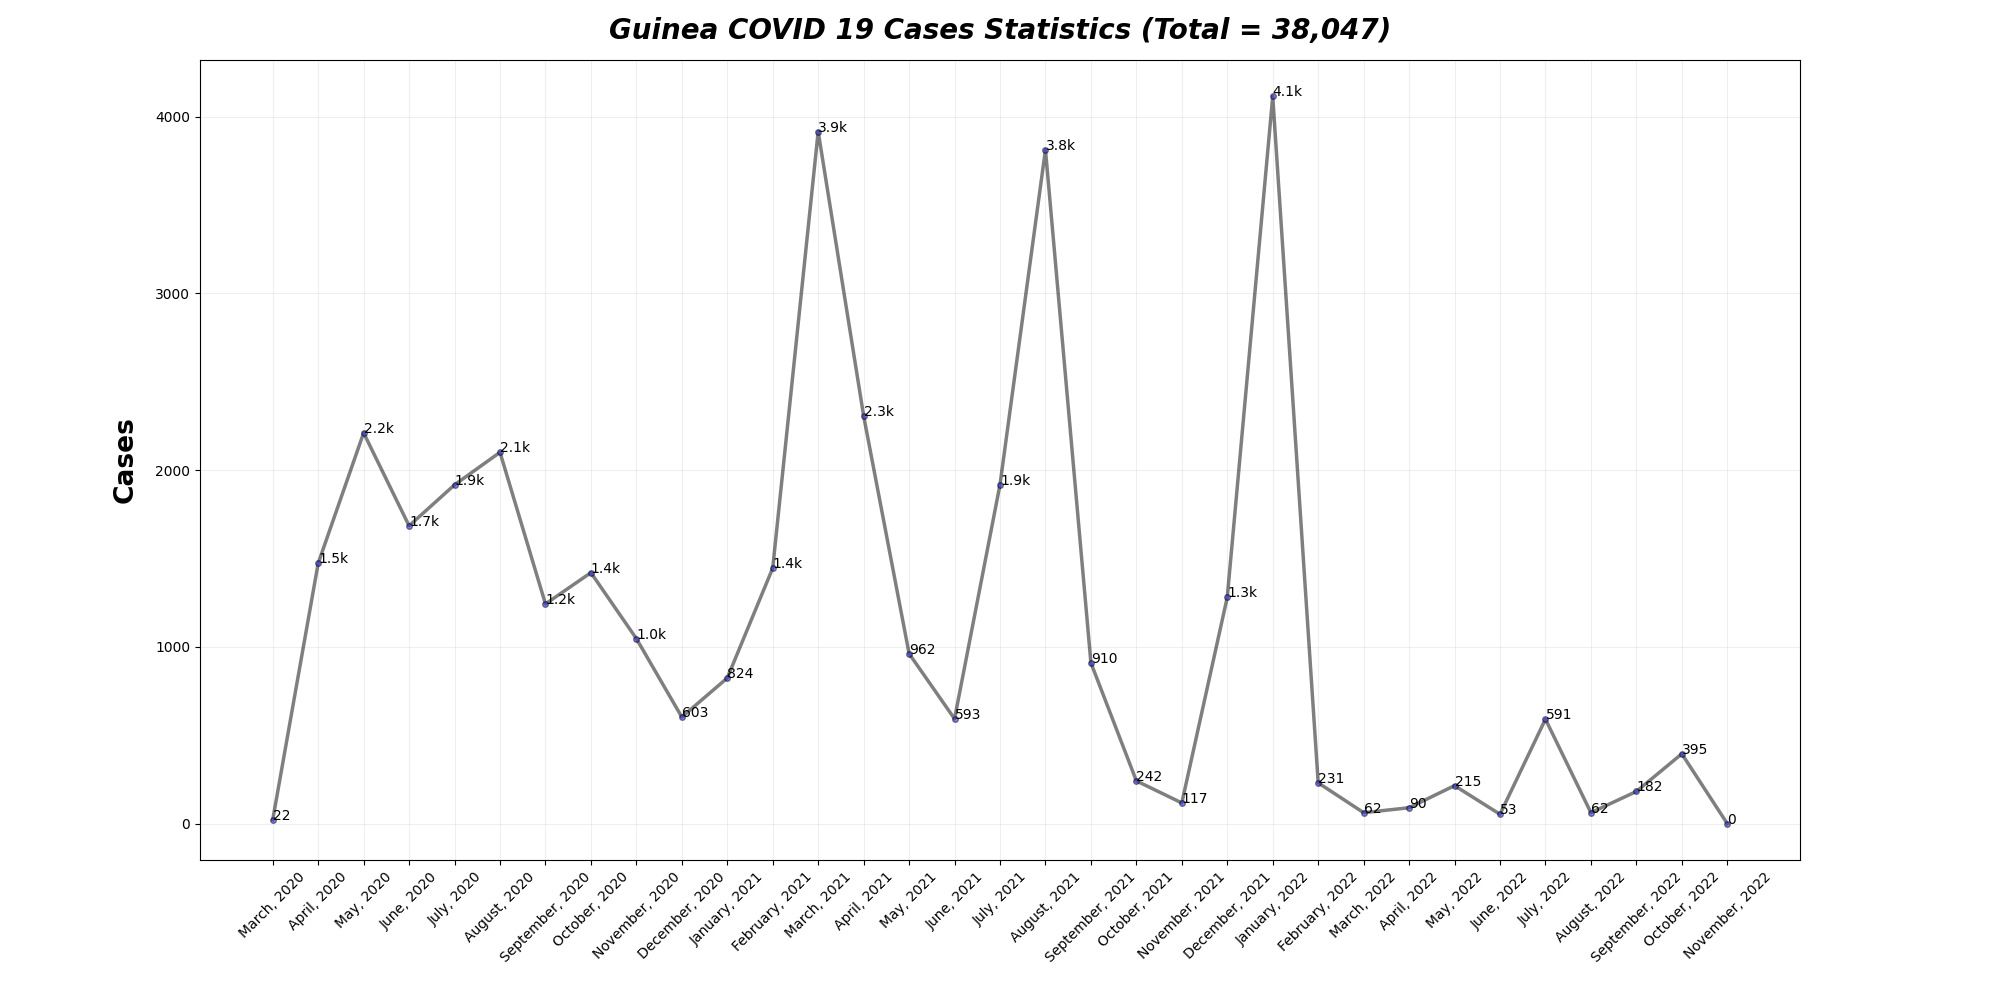 Guinea COVID 19 Cases Statistics (Total = 38,047)
Cases
4000
3000
2000
1000
0
22
1.5k
2.2k
1.7k
1.9k
2.1k
1.2k
1.4k
1.0k
603
824
1.4k
3.9k
2.3k
962
593
1.9k
3.8k
910
242
117
1.3k
4.1k
231
62
90
215
53
591
62
182
395
0
March, 2020
April, 2020
May, 2020
June, 2020
July, 2020
August, 2020
September, 2020
October, 2020
November, 2020
December, 2020
January, 2021
February, 2021
March, 2021
April, 2021
May, 2021
June, 2021
July, 2021
August, 2021
September, 2021
October, 2021
November, 2021
December, 2021
January, 2022
February, 2022
March, 2022
April, 2022
May, 2022
June, 2022
July, 2022
August, 2022
September, 2022
October, 2022
November, 2022